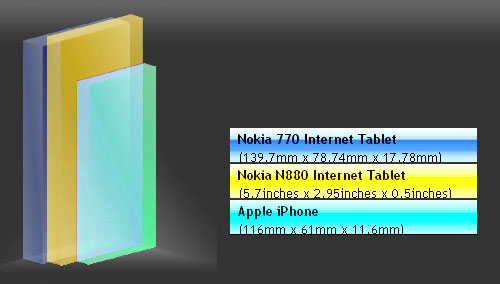 Nokia 770 Internet Tablet
(139.7mm x 78.74mm x 17.78mm)
Nokia N880 Internet Tablet
(5.7inches x 2.95inches x 0.5inches)
Apple iPhone
(116mm x 61mm x 11.6mm)